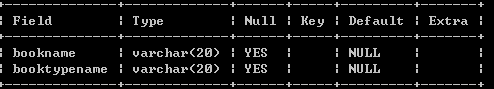 +--------------+-------------+------+-----+---------+-------+
| Field | Type | Null | Key | Default | Extra |
+--------------+-------------+------+-----+---------+-------+
| bookname | varchar(20) | YES | | NULL | |
| booktypename | varchar(20) | YES | | NULL | |
+--------------+-------------+------+-----+---------+-------+